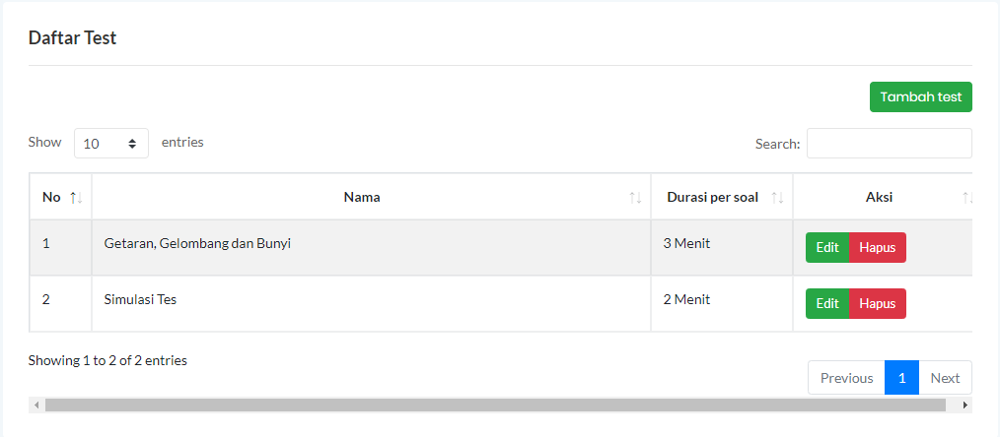 Daftar Test
Tambah test
Show 10 entries Search:
No Nama Durasi per soal Aksi
1 Getaran, Gelombang dan Bunyi 3 Menit Edit Hapus
2 Simulasi Tes 2 Menit Edit Hapus
Showing 1 to 2 of 2 entries
Previous 1 Next